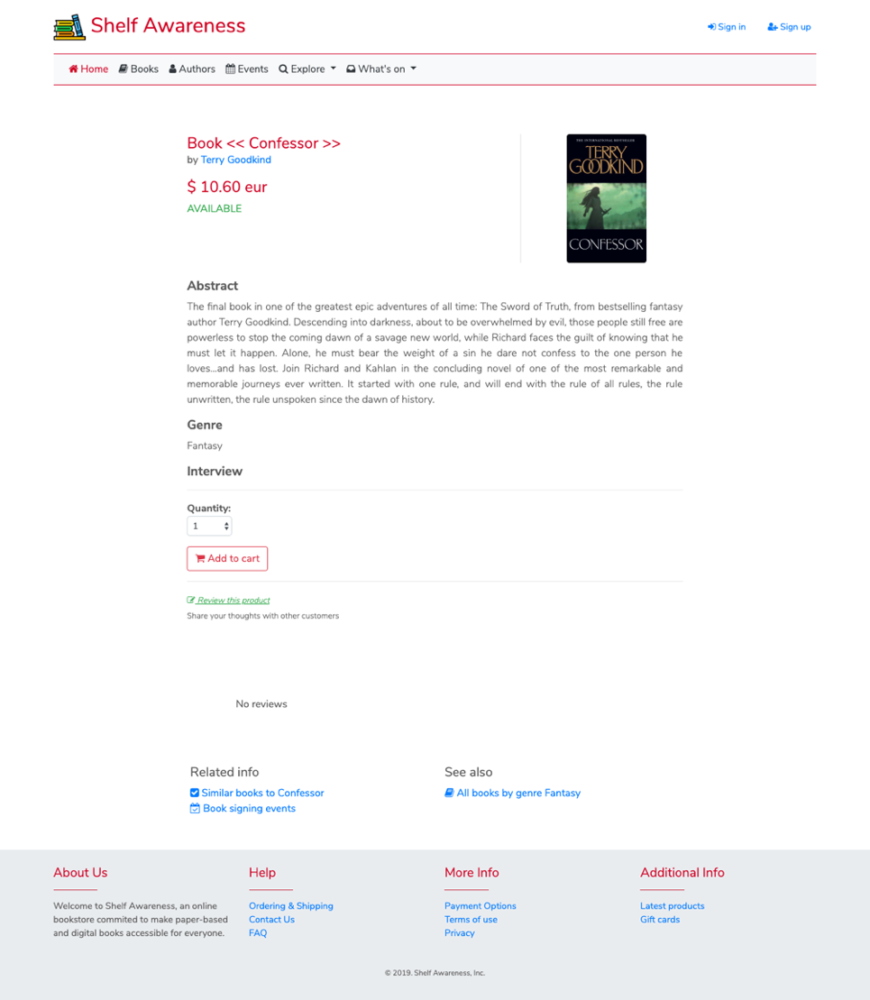 Shelf Awareness
Sign in
Sign up
Home
Books
Authors
Events
Explore
What's on
Book << Confessor >>
by Terry Goodkind
$ 10.60 eur
AVAILABLE
THE INTERNATIONAL BESTSELLER
TERRY
GOODKIND
CONFESSOR
Abstract
The final book in one of the greatest epic adventures of all time: The Sword of Truth, from bestselling fantasy
author Terry Goodkind. Descending into darkness, about to be overwhelmed by evil, those people still free are
powerless to stop the coming dawn of a savage new world, while Richard faces the guilt of knowing that he
must let it happen. Alone, he must bear the weight of a sin he dare not confess to the one person he
loves...and has lost. Join Richard and Kahlan in the concluding novel of one of the most remarkable and
memorable journeys ever written. It started with one rule, and will end with the rule of all rules, the rule
unwritten, the rule unspoken since the dawn of history.
Genre
Fantasy
Interview
Quantity:
1
Add to cart
Review this product
Share your thoughts with other customers
No reviews
Related info
Similar books to Confessor
Book signing events
See also
All books by genre Fantasy
About Us
Welcome to Shelf Awareness, an online
bookstore commited to make paper-based
and digital books accessible for everyone.
Help
Ordering & Shipping
Contact Us
FAQ
More Info
Payment Options
Terms of use
Privacy
Additional Info
Latest products
Gift cards
© 2019. Shelf Awareness, Inc.